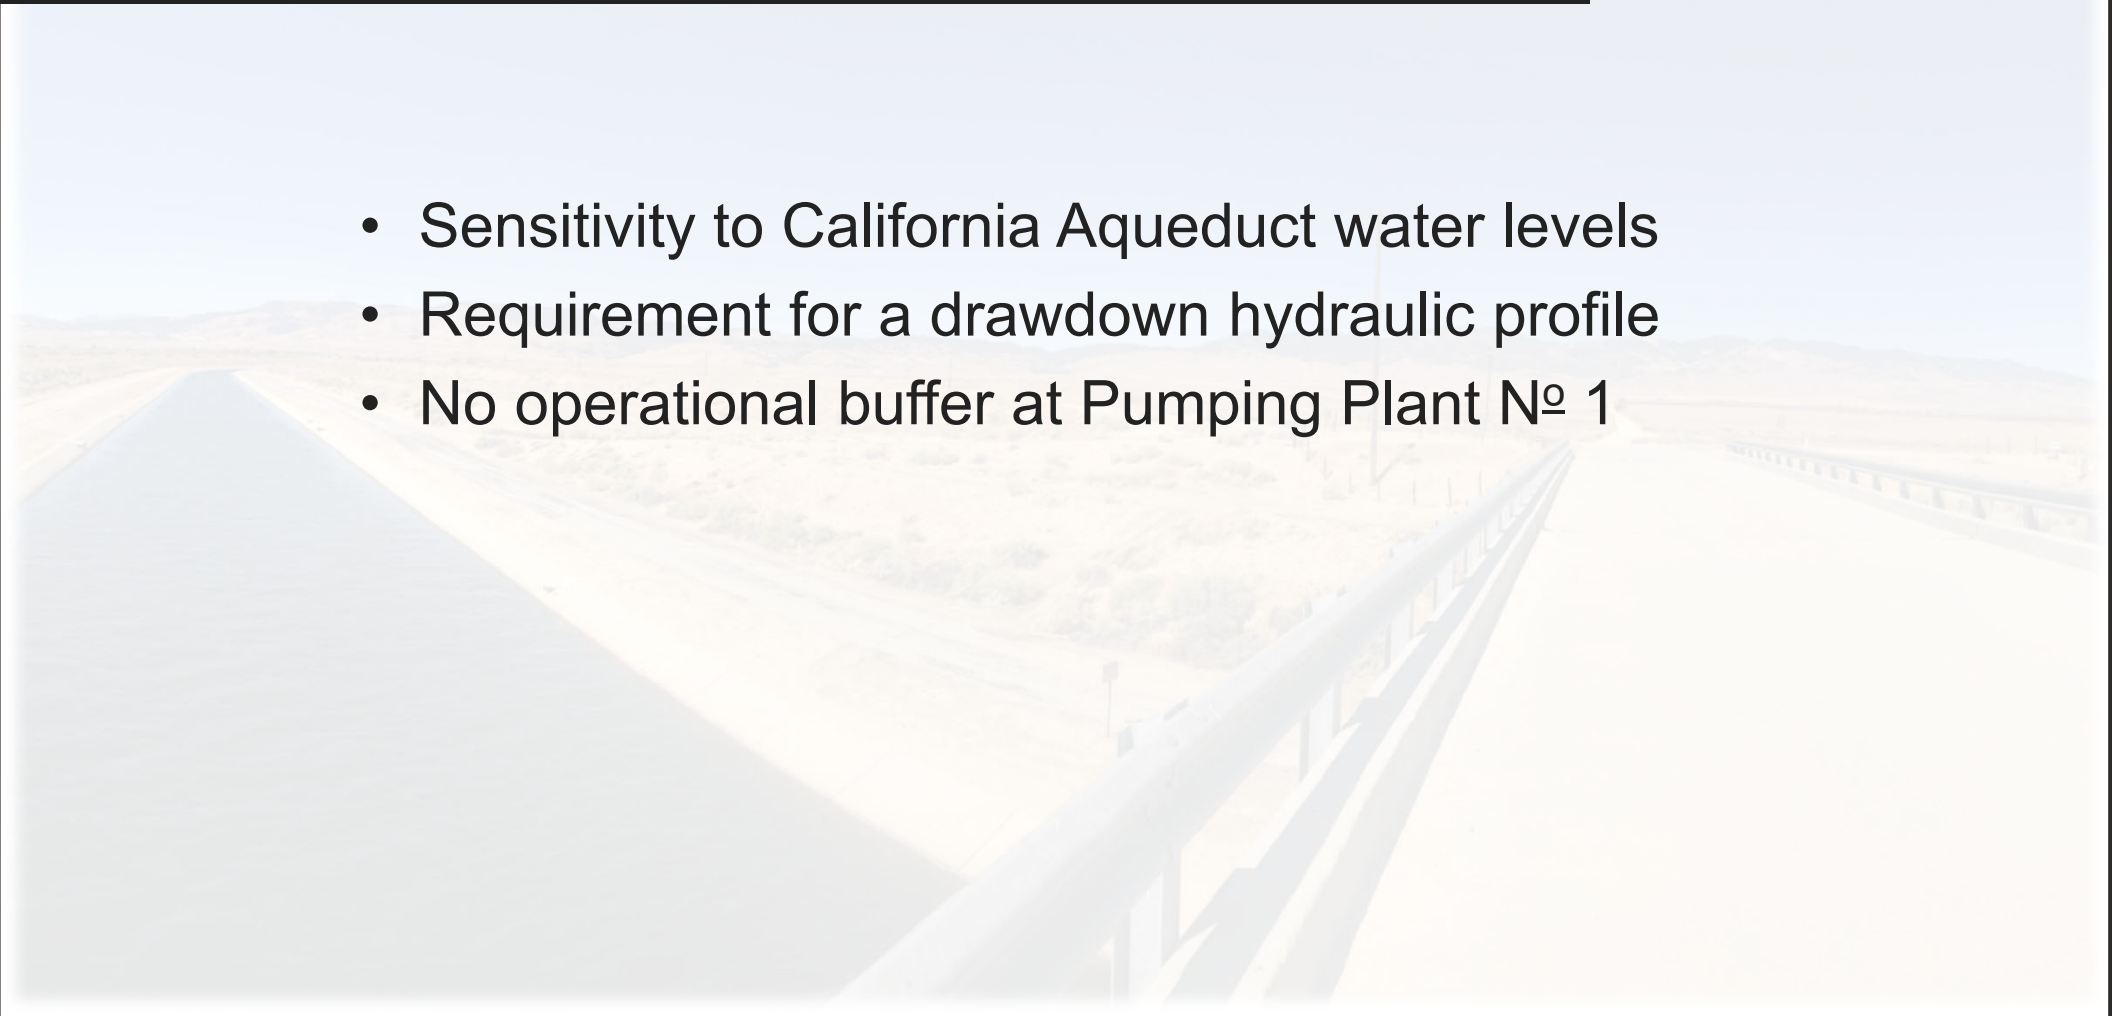 • Sensitivity to California Aqueduct water levels
• Requirement for a drawdown hydraulic profile
• No operational buffer at Pumping Plant Nº 1